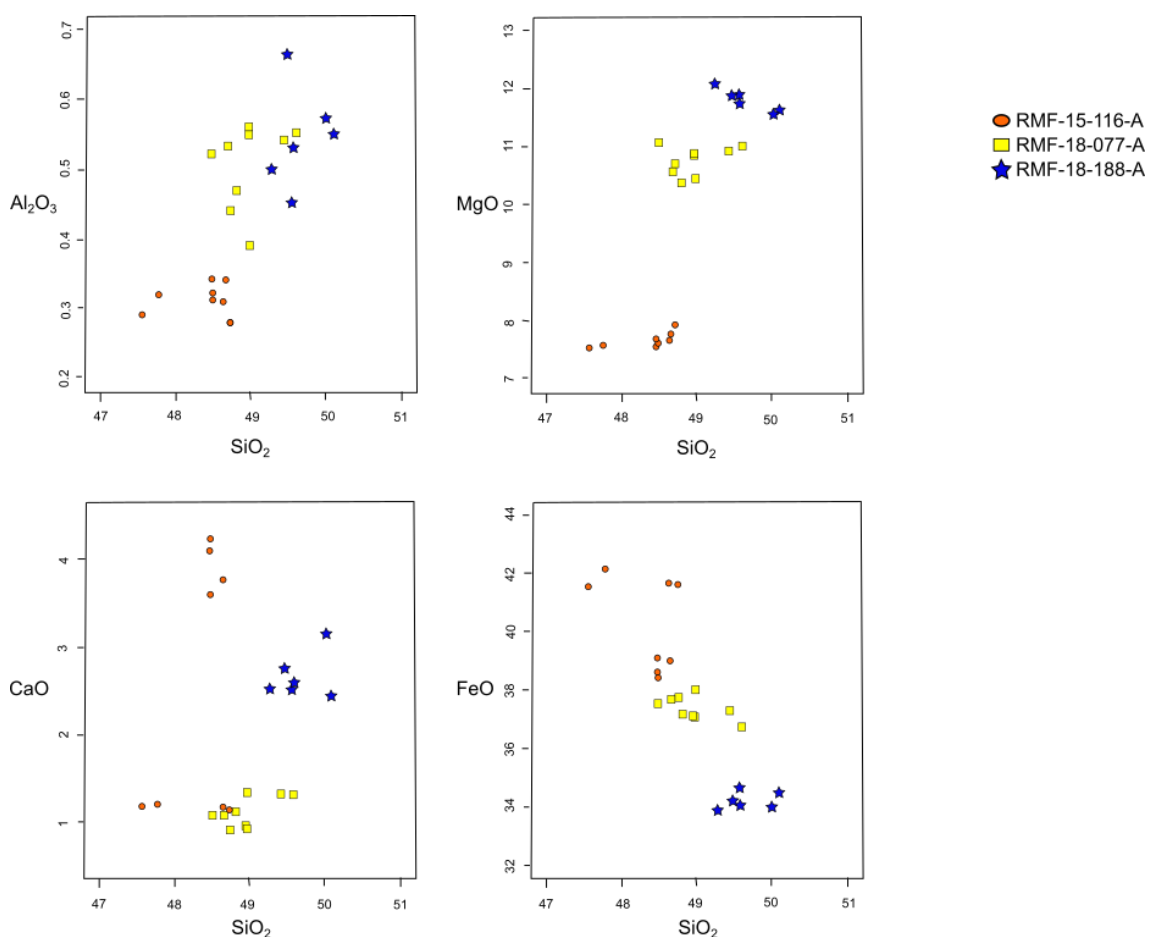 0.7
0.6
0.5
0.4
0.3
0.2
Al₂O₃
47 48 49 50 51
SiO₂
13
12
11
10
9
8
7
MgO
47 48 49 50 51
SiO₂
RMF-15-116-A
RMF-18-077-A
RMF-18-188-A
4
3
2
1
CaO
47 48 49 50 51
SiO₂
44
42
40
38
36
34
32
FeO
47 48 49 50 51
SiO₂